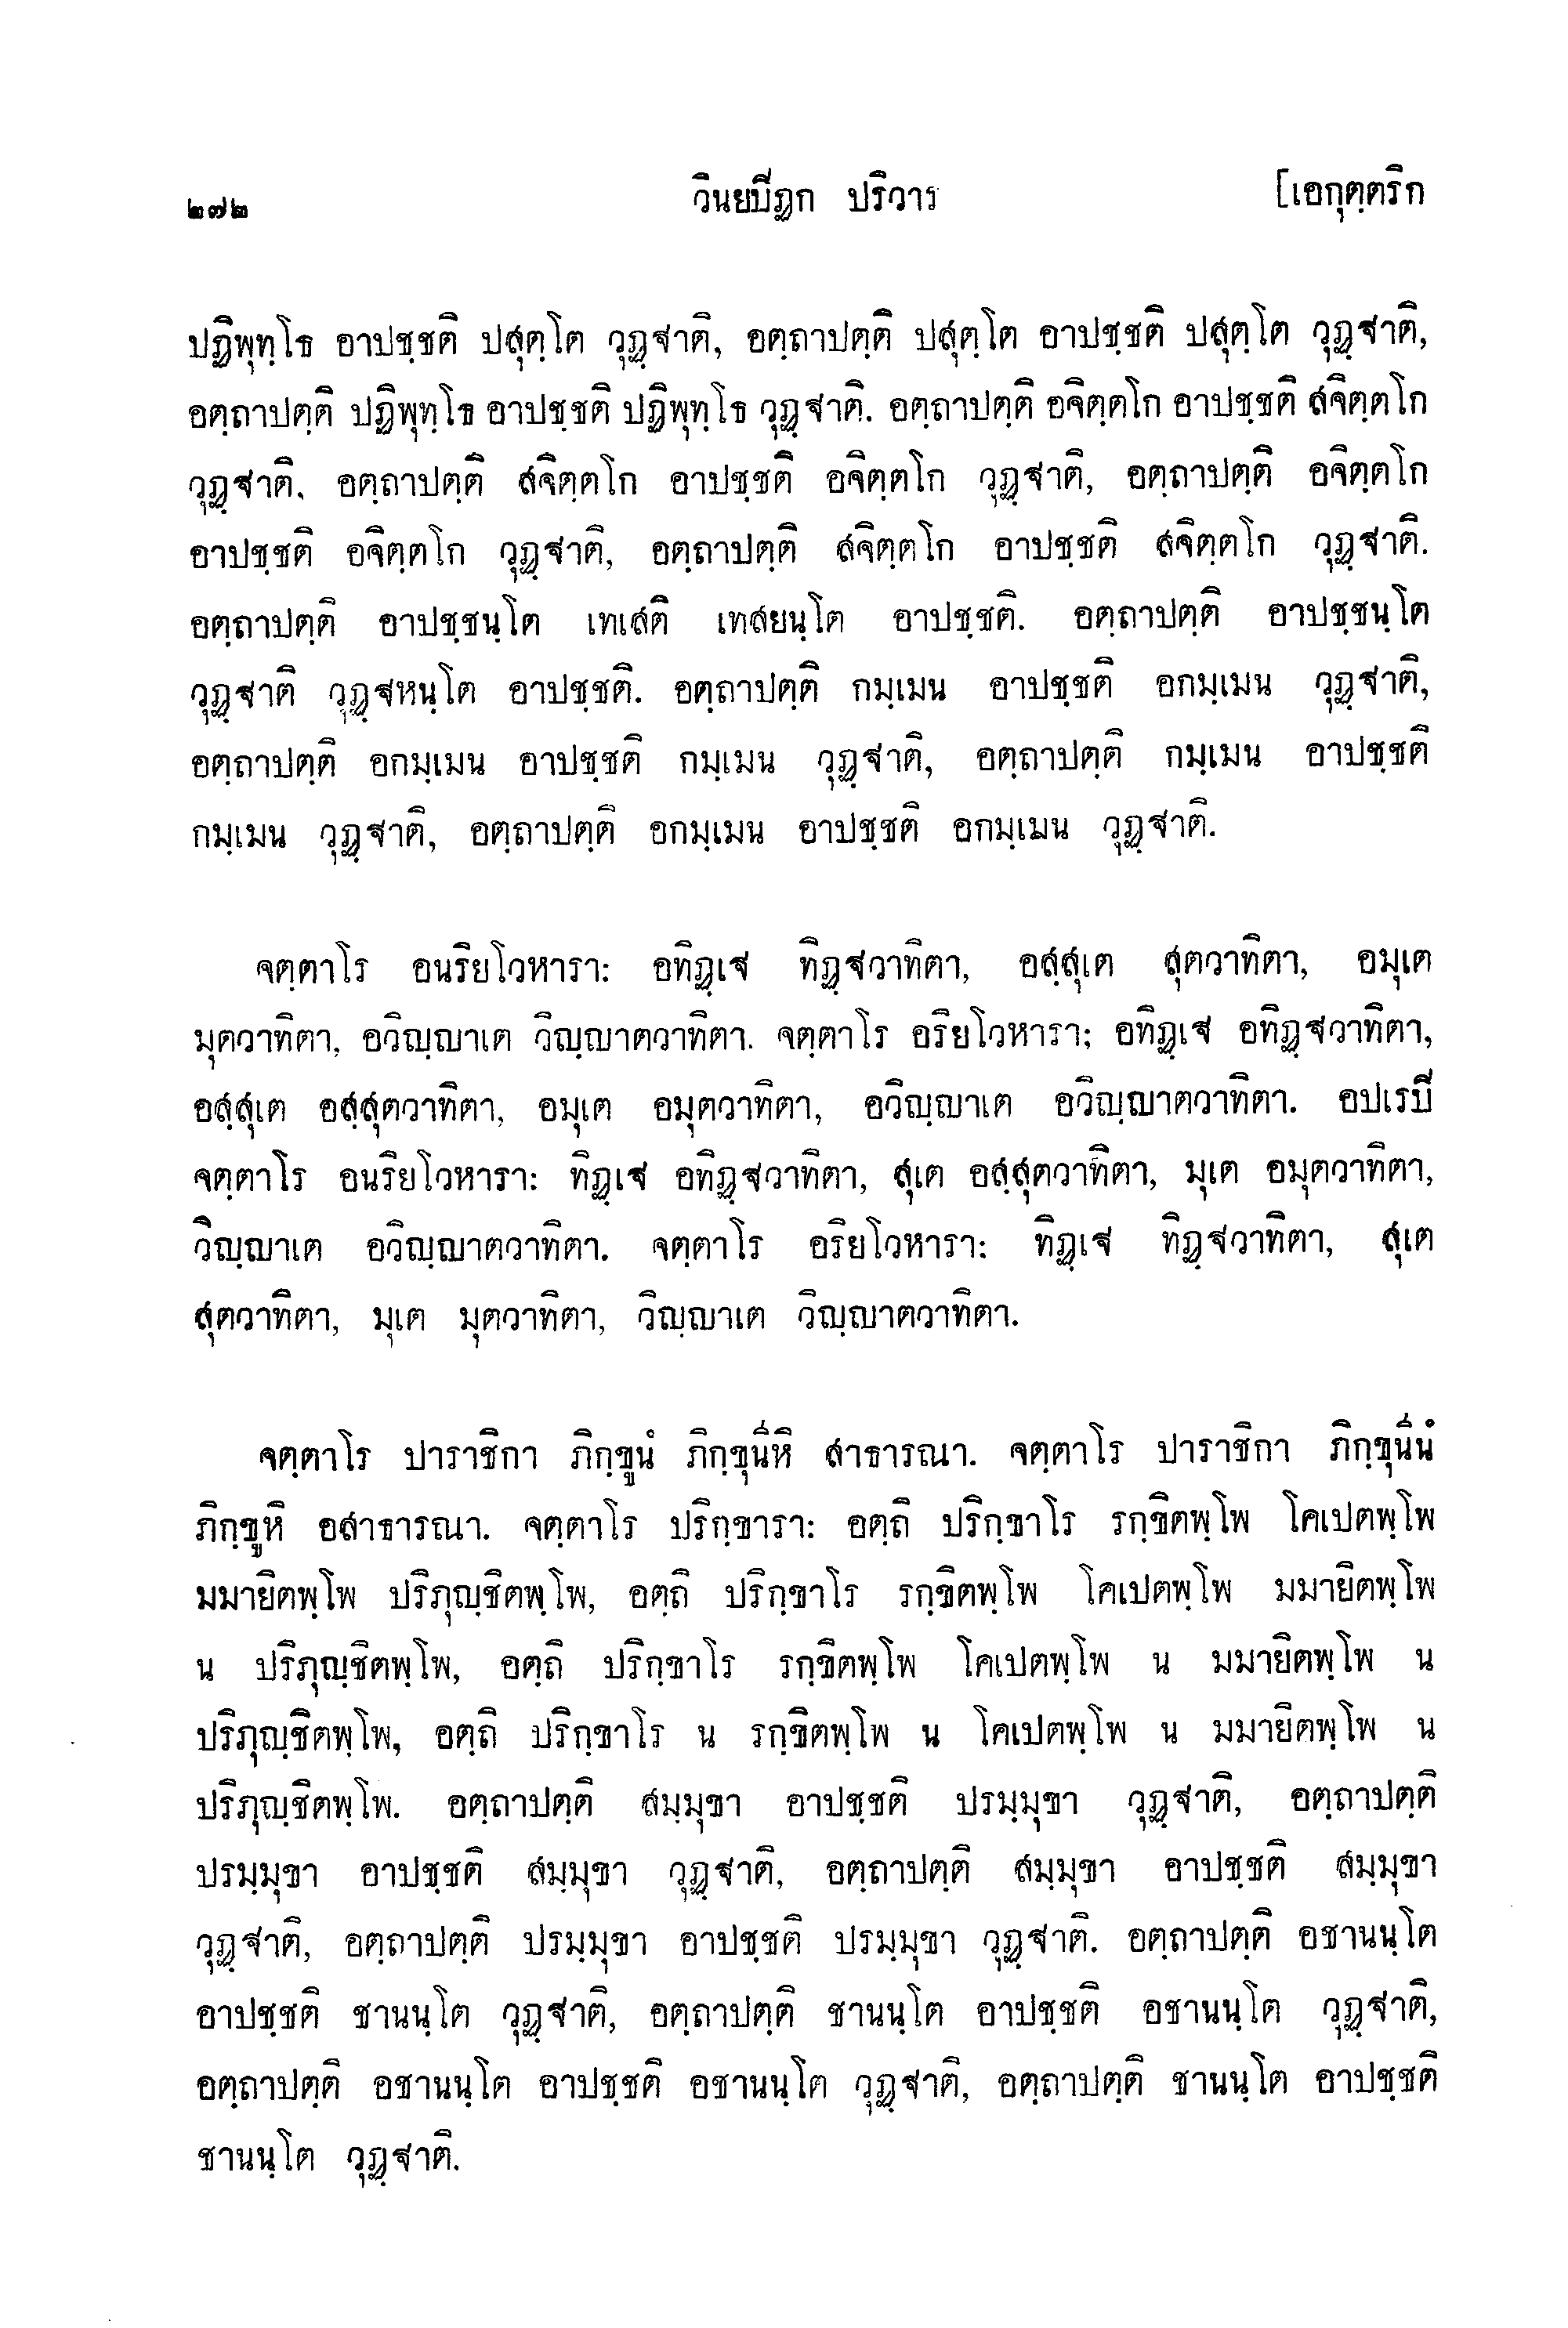 ๒๗๒ วินยปิฏก ปริวาร [เอกุตฺตริก
ปฏิพุทฺโธ อาปชฺชติ ปสุตฺโต วุฏฺฐาติ, อตฺถาปตฺติ ปสุตฺโต อาปชฺชติ ปสุตฺโต วุฏฺฐาติ,
อตฺถาปตฺติ ปฏิพุทฺโธ อาปชฺชติ ปฏิพุทฺโธ วุฏฺฐาติ. อตฺถาปตฺติ อจิตฺตโก อาปชฺชติ สจิตฺตโก
วุฏฺฐาติ, อตฺถาปตฺติ สจิตฺตโก อาปชฺชติ อจิตฺตโก วุฏฺฐาติ, อตฺถาปตฺติ อจิตฺตโก
อาปชฺชติ อจิตฺตโก วุฏฺฐาติ, อตฺถาปตฺติ สจิตฺตโก อาปชฺชติ สจิตฺตโก วุฏฺฐาติ.
อตฺถาปตฺติ อาปชฺชนฺโต เทเสติ เทสยนฺโต อาปชฺชติ. อตฺถาปตฺติ อาปชฺชนฺโต
วุฏฺฐาติ วุฏฺฐหนฺโต อาปชฺชติ. อตฺถาปตฺติ กมฺเมน อาปชฺชติ อกมฺเมน วุฏฺฐาติ,
อตฺถาปตฺติ อกมฺเมน อาปชฺชติ กมฺเมน วุฏฺฐาติ, อตฺถาปตฺติ กมฺเมน อาปชฺชติ
กมฺเมน วุฏฺฐาติ, อตฺถาปตฺติ อกมฺเมน อาปชฺชติ อกมฺเมน วุฏฺฐาติ.
จตฺตาโร อนริยโวหารา: อทิฏฺเฐ ทิฏฺฐวาทิตา, อสฺสุเต สุตวาทิตา, อมุเต
มุตวาทิตา, อวิญฺญาเต วิญฺญาตวาทิตา. จตฺตาโร อริยโวหารา; อทิฏฺเฐ อทิฏฺฐวาทิตา,
อสฺสุเต อสฺสุตวาทิตา, อมุเต อมุตวาทิตา, อวิญฺญาเต อวิญฺญาตวาทิตา. อปเรปิ
จตฺตาโร อนริยโวหารา: ทิฏฺเฐ อทิฏฺฐวาทิตา, สุเต อสฺสุตวาทิตา, มุเต อมุตวาทิตา,
วิญฺญาเต อวิญฺญาตวาทิตา. จตฺตาโร อริยโวหารา: ทิฏฺเฐ ทิฏฺฐวาทิตา, สุเต
สุตวาทิตา, มุเต มุตวาทิตา, วิญฺญาเต วิญฺญาตวาทิตา.
จตฺตาโร ปาราชิกา ภิกฺขูนํ ภิกฺขุนีหิ สาธารณา. จตฺตาโร ปาราชิกา ภิกฺขุนีนํ
ภิกฺขูหิ อสาธารณา. จตฺตาโร ปริกฺขารา: อตฺถิ ปริกฺขาโร รกฺขิตพฺโพ โคเปตพฺโพ
มมายิตพฺโพ ปริภุญฺชิตพฺโพ, อตฺถิ ปริกฺขาโร รกฺขิตพฺโพ โคเปตพฺโพ มมายิตพฺโพ
น ปริภุญฺชิตพฺโพ, อตฺถิ ปริกฺขาโร รกฺขิตพฺโพ โคเปตพฺโพ น มมายิตพฺโพ น
ปริภุญฺชิตพฺโพ, อตฺถิ ปริกฺขาโร น รกฺขิตพฺโพ น โคเปตพฺโพ น มมายิตพฺโพ น
ปริภุญฺชิตพฺโพ. อตฺถาปตฺติ สมฺมุขา อาปชฺชติ ปรมฺมุขา วุฏฺฐาติ, อตฺถาปตฺติ
ปรมฺมุขา อาปชฺชติ สมฺมุขา วุฏฺฐาติ, อตฺถาปตฺติ สมฺมุขา อาปชฺชติ สมฺมุขา
วุฏฺฐาติ, อตฺถาปตฺติ ปรมฺมุขา อาปชฺชติ ปรมฺมุขา วุฏฺฐาติ. อตฺถาปตฺติ อชานนฺโต
อาปชฺชติ ชานนฺโต วุฏฺฐาติ, อตฺถาปตฺติ ชานนฺโต อาปชฺชติ อชานนฺโต วุฏฺฐาติ,
อตฺถาปตฺติ อชานนฺโต อาปชฺชติ อชานนฺโต วุฏฺฐาติ, อตฺถาปตฺติ ชานนฺโต อาปชฺชติ
ชานนฺโต วุฏฺฐาติ.